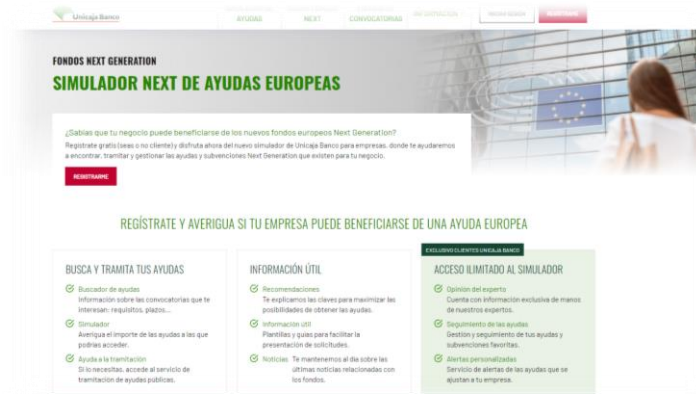 Unicaja Banco
AYUDAS
NEXT
CONVOCATORIAS
FONDOS NEXT GENERATION
SIMULADOR NEXT DE AYUDAS EUROPEAS
¿Sabías que tu negocio puede beneficiarse de los nuevos fondos europeos Next Generation?
Regístrate gratis (seas o no cliente) y disfruta ahora del nuevo simulador de Unicaja Banco para empresas, donde te ayudaremos
a encontrar, tramitar y gestionar las ayudas y subvenciones Next Generation que existen para tu negocio.
REGISTRARME
REGÍSTRATE Y AVERIGUA SI TU EMPRESA PUEDE BENEFICIARSE DE UNA AYUDA EUROPEA
BUSCA Y TRAMITA TUS AYUDAS
Buscador de ayudas
Información sobre las convocatorias que te
interesan: requisitos, plazos...
Simulador
Averigua el importe de las ayudas a las que
podrías acceder.
Ayuda a la tramitación
Si lo necesitas, accede al servicio de
tramitación de ayudas públicas.
INFORMACIÓN ÚTIL
Recomendaciones
Te explicamos las claves para maximizar las
posibilidades de obtener las ayudas.
Información útil
Plantillas y guías para facilitar la
presentación de solicitudes.
Noticias Te mantenemos al día sobre las
últimas noticias relacionadas con
los fondos.
EXCLUSIVO CLIENTES UNICAJA BANCO
ACCESO ILIMITADO AL SIMULADOR
Opinión del experto
Cuenta con información exclusiva de manos
de nuestros expertos.
Seguimiento de las ayudas
Gestión y seguimiento de tus ayudas y
subvenciones favoritas.
Alertas personalizadas
Servicio de alertas de las ayudas que se
ajustan a tu empresa.